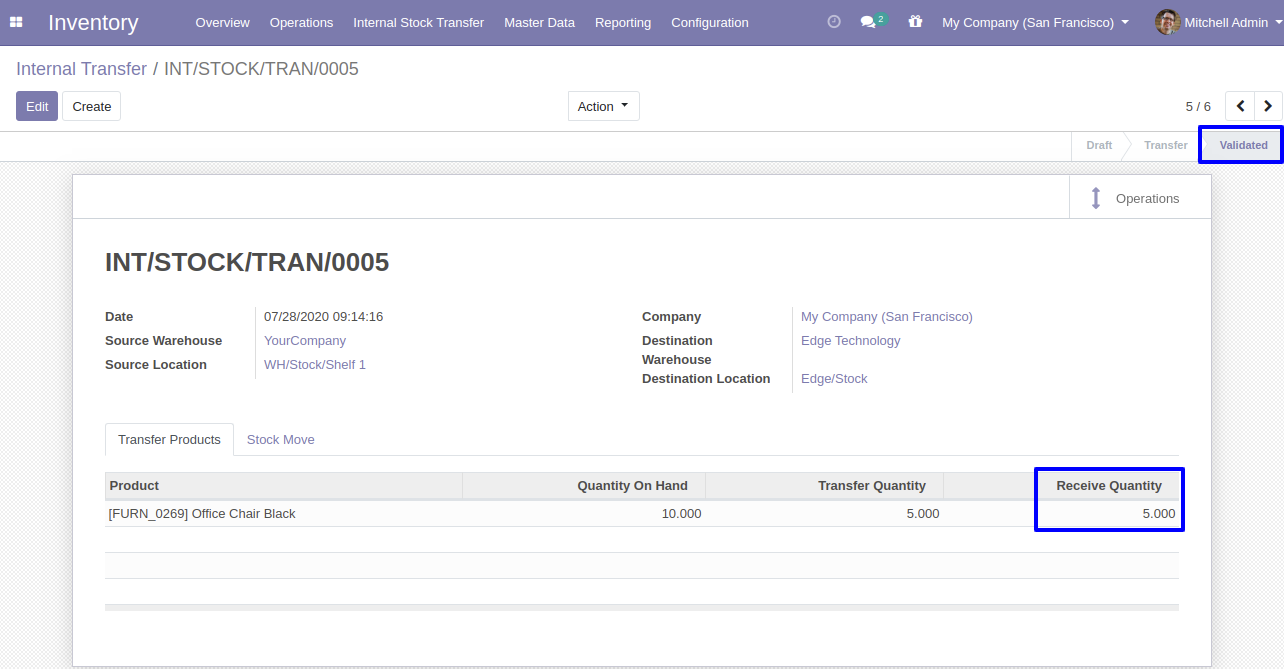 Inventory Overview Operations Internal Stock Transfer Master Data Reporting Configuration 2 My Company (San Francisco) Mitchell Admin
Internal Transfer / INT/STOCK/TRAN/0005
Edit Create Action 5 / 6
Draft Transfer Validated
Operations
INT/STOCK/TRAN/0005
Date 07/28/2020 09:14:16
Source Warehouse YourCompany
Source Location WH/Stock/Shelf 1
Company My Company (San Francisco)
Destination Edge Technology
Warehouse
Destination Location Edge/Stock
Transfer Products Stock Move
Product Quantity On Hand Transfer Quantity Receive Quantity
[FURN_0269] Office Chair Black 10.000 5.000 5.000